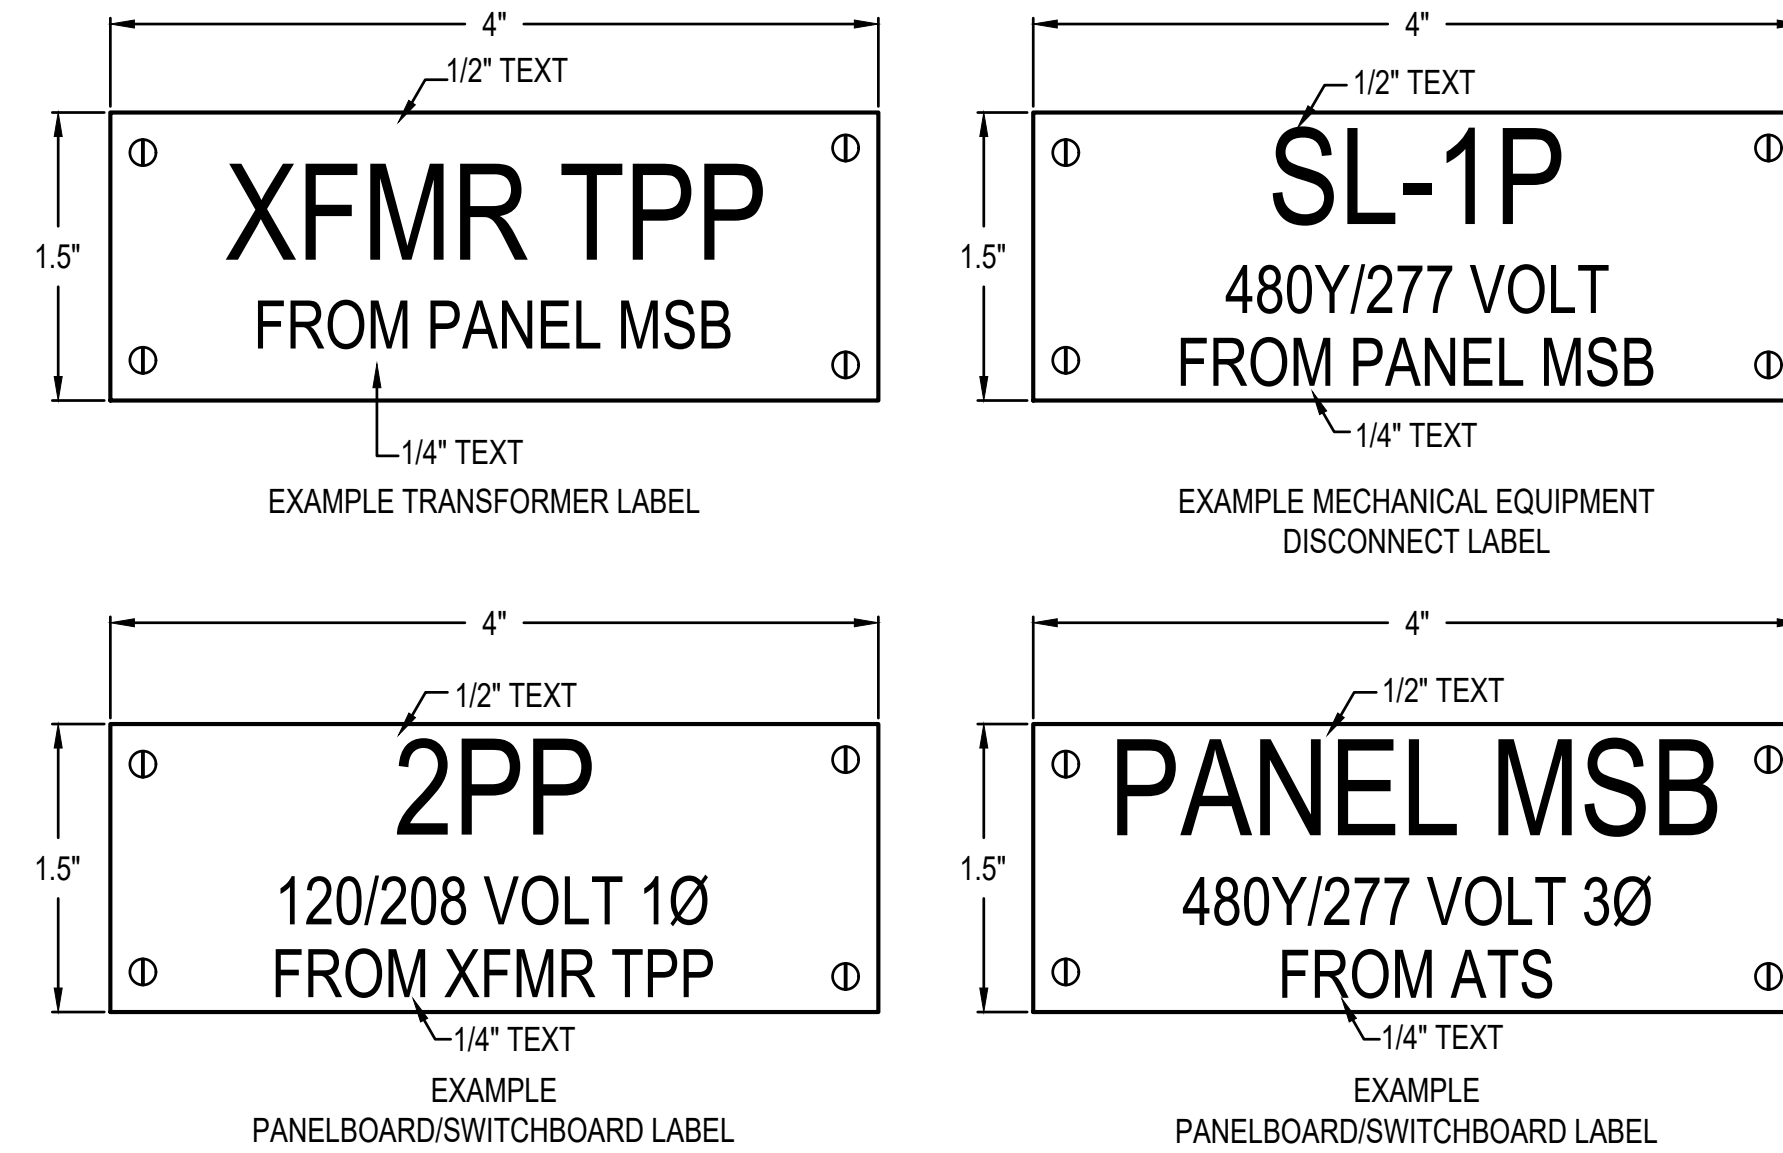 4"
1/2" TEXT
1.5"
XFMR TPP
FROM PANEL MSB
1/4" TEXT
EXAMPLE TRANSFORMER LABEL
4"
1/2" TEXT
1.5"
SL-1P
480Y/277 VOLT
FROM PANEL MSB
1/4" TEXT
EXAMPLE MECHANICAL EQUIPMENT
DISCONNECT LABEL
4"
1/2" TEXT
1.5"
2PP
120/208 VOLT 1Ø
FROM XFMR TPP
1/4" TEXT
EXAMPLE
PANELBOARD/SWITCHBOARD LABEL
4"
1/2" TEXT
1.5"
PANEL MSB
480Y/277 VOLT 3Ø
FROM ATS
1/4" TEXT
EXAMPLE
PANELBOARD/SWITCHBOARD LABEL